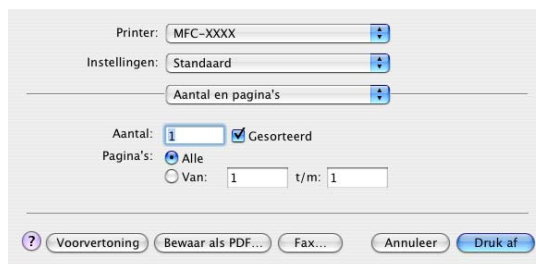 Printer: MFC-XXXX
Instellingen: Standaard
Aantal en pagina's
Aantal: 1 Gesorteerd
Pagina's: Alle
Van: 1 t/m: 1
? Voorvertoning Bewaar als PDF... Fax... Annuleer Druk af